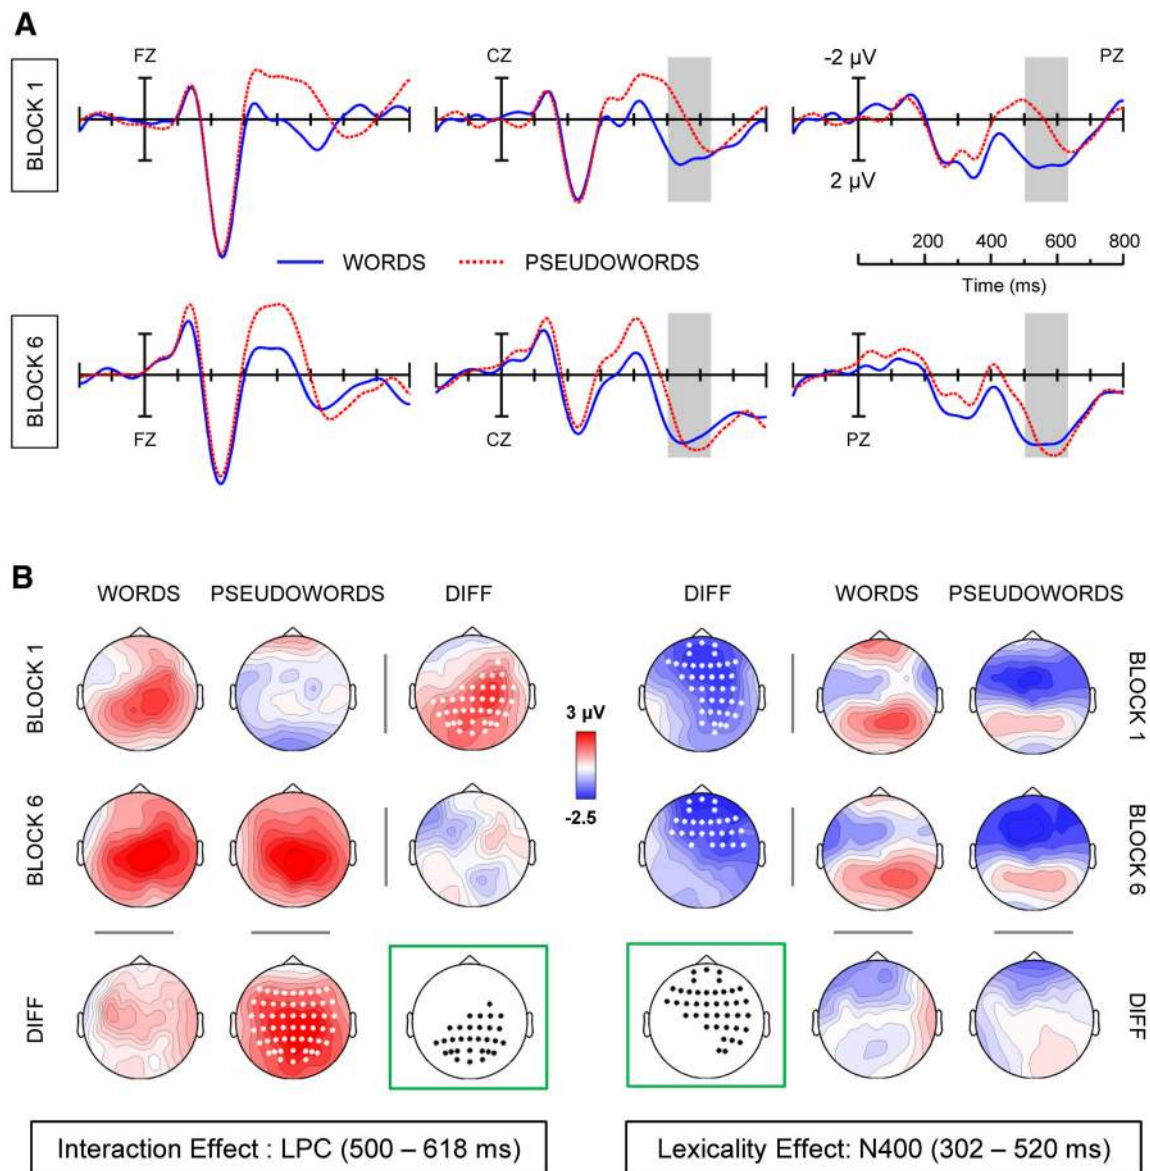 A
FZ
CZ
-2 µV
PZ
BLOCK 1
2 µV
WORDS
PSEUDOWORDS
200 400 600 800
Time (ms)
BLOCK 6
FZ
CZ
PZ
B
WORDS PSEUDOWORDS DIFF DIFF WORDS PSEUDOWORDS
BLOCK 1
BLOCK 1
3 µV
-2.5
BLOCK 6
BLOCK 6
DIFF
DIFF
Interaction Effect : LPC (500 – 618 ms)
Lexicality Effect: N400 (302 – 520 ms)